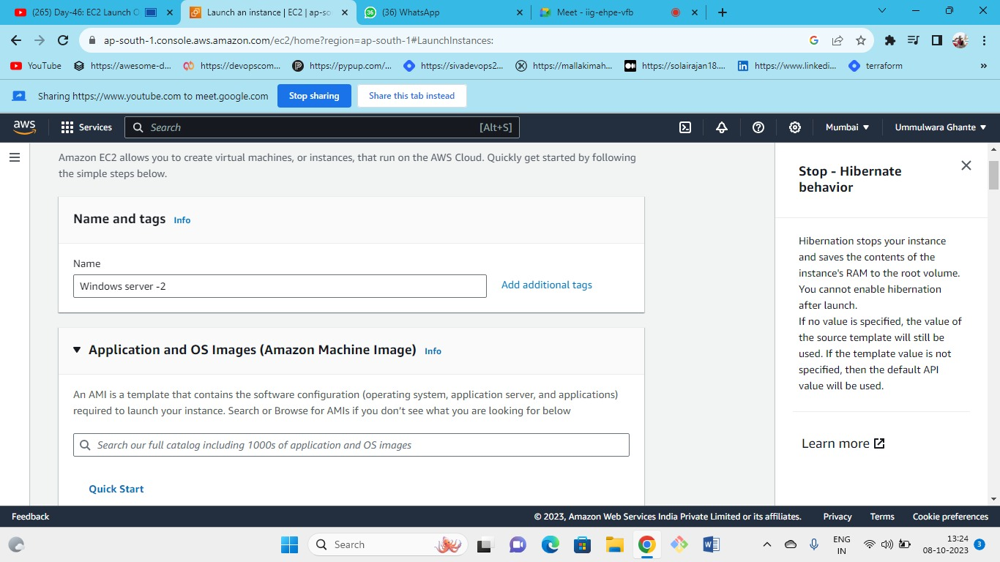 (265) Day-46: EC2 Launch O
Launch an instance | EC2 | ap-so
(36) WhatsApp
Meet - iig-ehpe-vfb
ap-south-1.console.aws.amazon.com/ec2/home?region=ap-south-1#LaunchInstances:
YouTube
https://awesome-d...
https://devopscom...
https://pypup.com/...
https://sivadevops2...
https://mallakimah...
https://solairajan18....
https://www.linkedi...
terraform
»
Sharing https://www.youtube.com to meet.google.com
Stop sharing
Share this tab instead
aws
Services
Search
[Alt+S]
Mumbai
Ummulwara Ghante
Amazon EC2 allows you to create virtual machines, or instances, that run on the AWS Cloud. Quickly get started by following
the simple steps below.
Name and tags Info
Name
Windows server -2
Add additional tags
Application and OS Images (Amazon Machine Image) Info
An AMI is a template that contains the software configuration (operating system, application server, and applications)
required to launch your instance. Search or Browse for AMIs if you don't see what you are looking for below
Search our full catalog including 1000s of application and OS images
Quick Start
Stop - Hibernate
behavior
Hibernation stops your instance
and saves the contents of the
instance's RAM to the root volume.
You cannot enable hibernation
after launch.
If no value is specified, the value of
the source template will still be
used. If the template value is not
specified, then the default API
value will be used.
Learn more
Feedback
© 2023, Amazon Web Services India Private Limited or its affiliates.
Privacy
Terms
Cookie preferences
Search
ENG
IN
13:24
08-10-2023
3